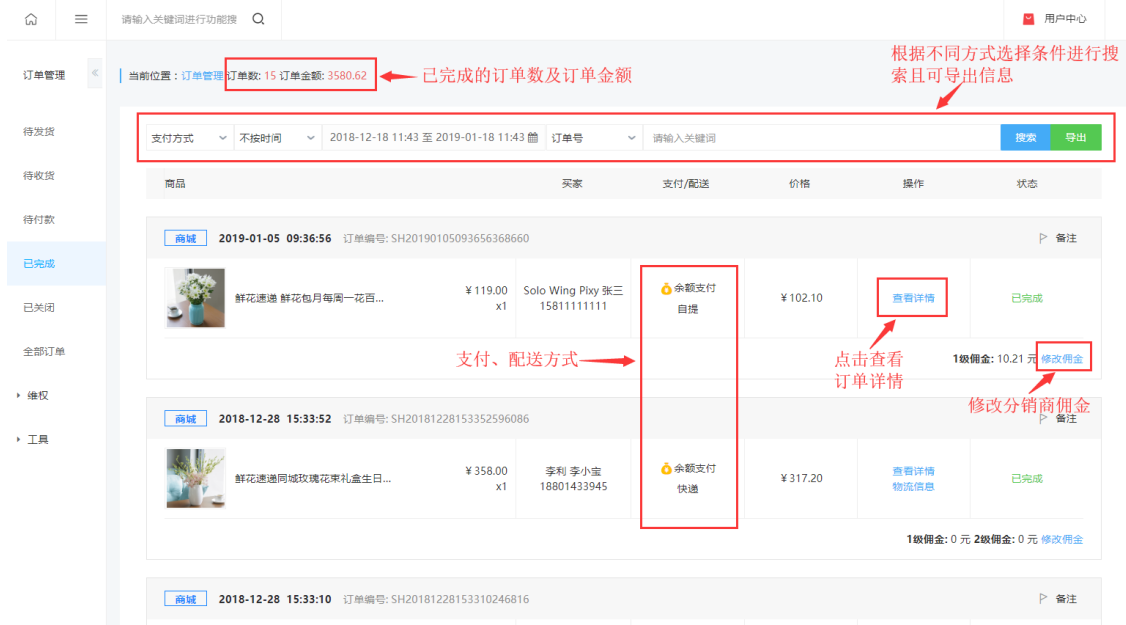 请输入关键词进行功能搜
用户中心
订单管理
当前位置：订单管理 订单数: 15 订单金额: 3580.62
已完成的订单数及订单金额
根据不同方式选择条件进行搜
索且可导出信息
待发货
待收货
待付款
已完成
已关闭
全部订单
维权
工具
支付方式 不按时间 2018-12-18 11:43 至 2019-01-18 11:43 订单号 请输入关键词 搜索 导出
商品 买家 支付/配送 价格 操作 状态
商城 2019-01-05 09:36:56 订单编号: SH20190105093656368660 备注
鲜花速递 鲜花包月每周一花百...
¥119.00
x1
Solo Wing Pixy 张三
15811111111
余额支付
自提
¥102.10
查看详情
已完成
支付、配送方式
点击查看
订单详情
1级佣金: 10.21 元 修改佣金
修改分销商佣金
商城 2018-12-28 15:33:52 订单编号: SH20181228153352596086 备注
鲜花速递同城玫瑰花束礼盒生日...
¥358.00
x1
李利 李小宝
18801433945
余额支付
快递
¥317.20
查看详情
物流信息
已完成
1级佣金: 0 元 2级佣金: 0 元 修改佣金
商城 2018-12-28 15:33:10 订单编号: SH20181228153310246816 备注